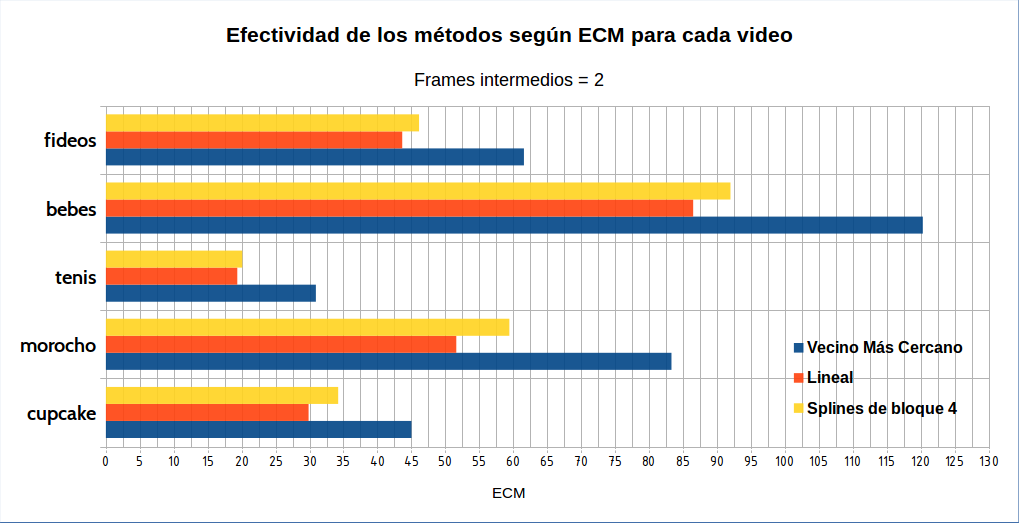 Efectividad de los métodos según ECM para cada video
Frames intermedios = 2
fideos
bebes
tenis
morocho
cupcake
Vecino Más Cercano
Lineal
Splines de bloque 4
0 5 10 15 20 25 30 35 40 45 50 55 60 65 70 75 80 85 90 95 100 105 110 115 120 125 130
ECM